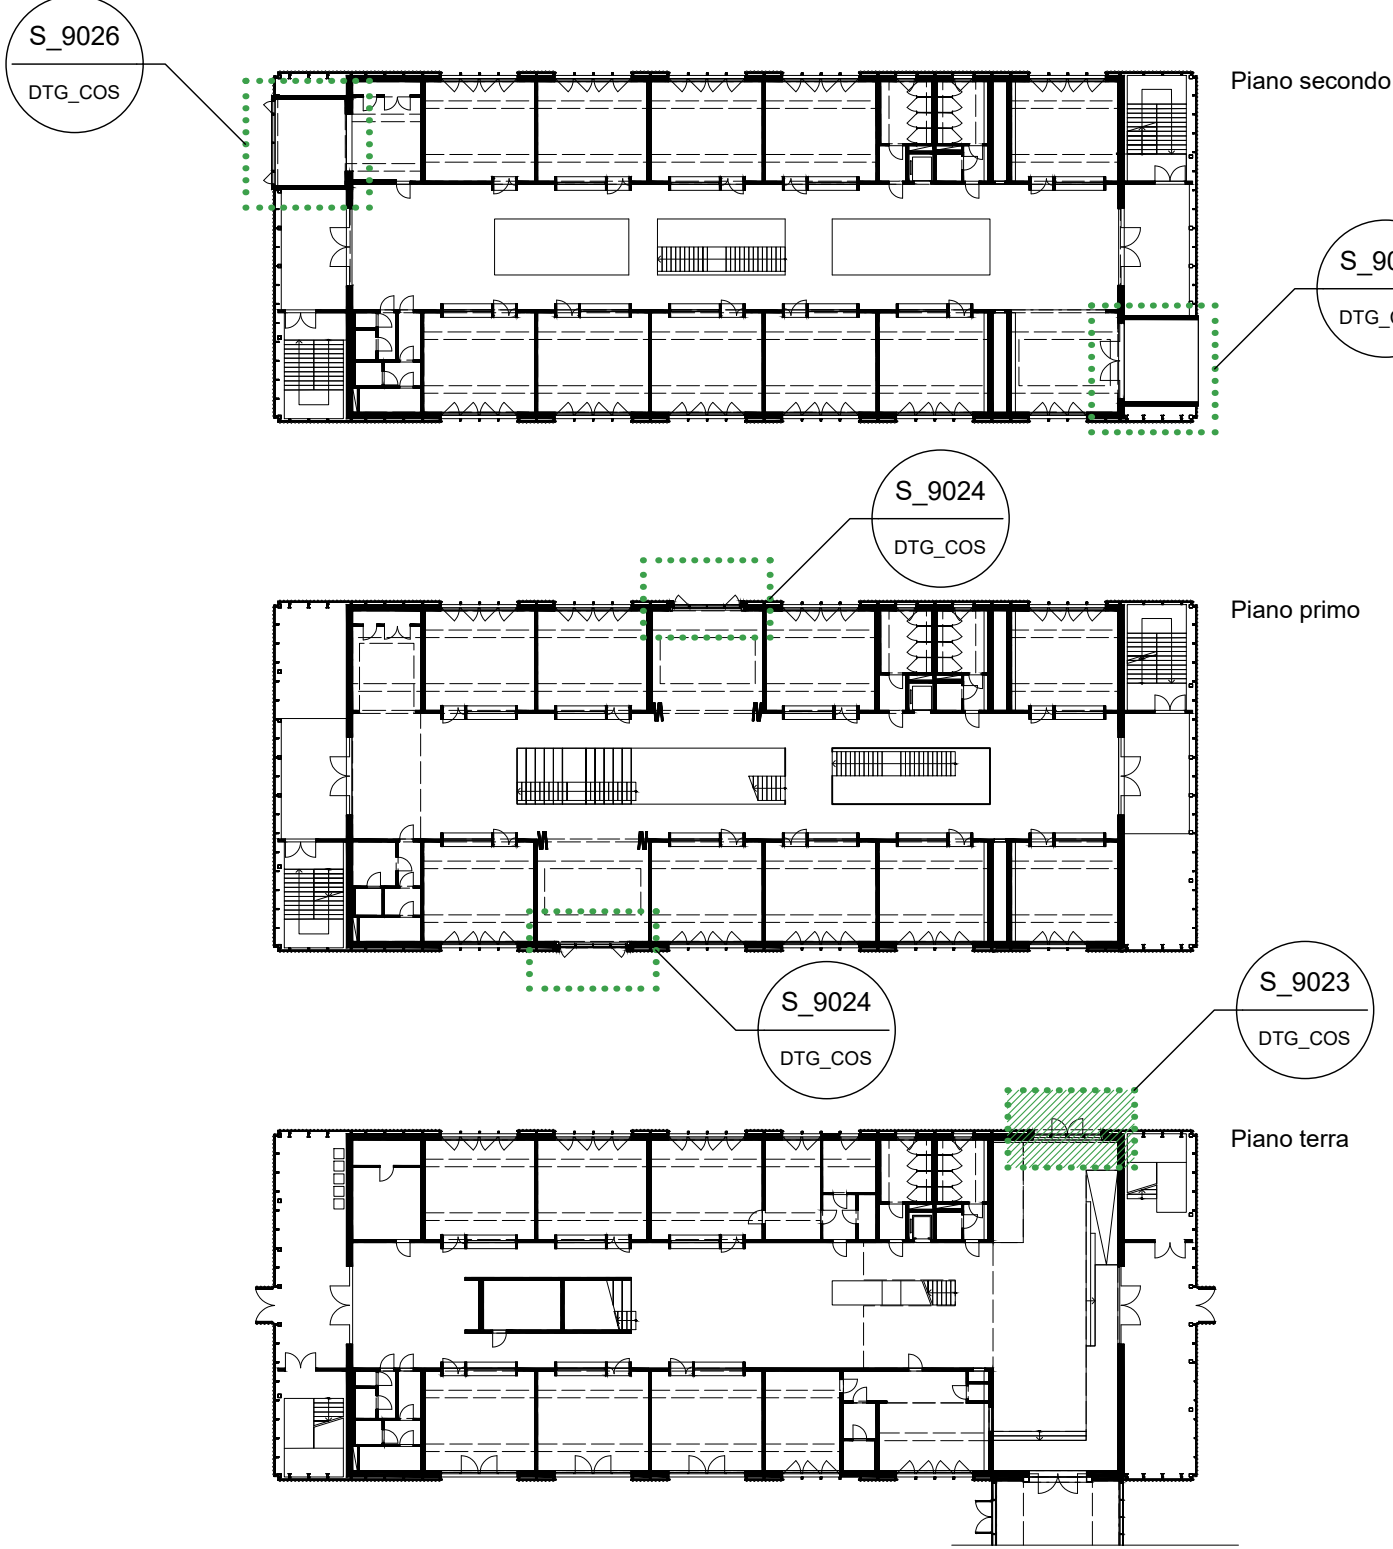 S_9026
DTG_COS
Piano secondo
S_9024
DTG_COS
Piano primo
S_9024
DTG_COS
S_9023
DTG_COS
Piano terra